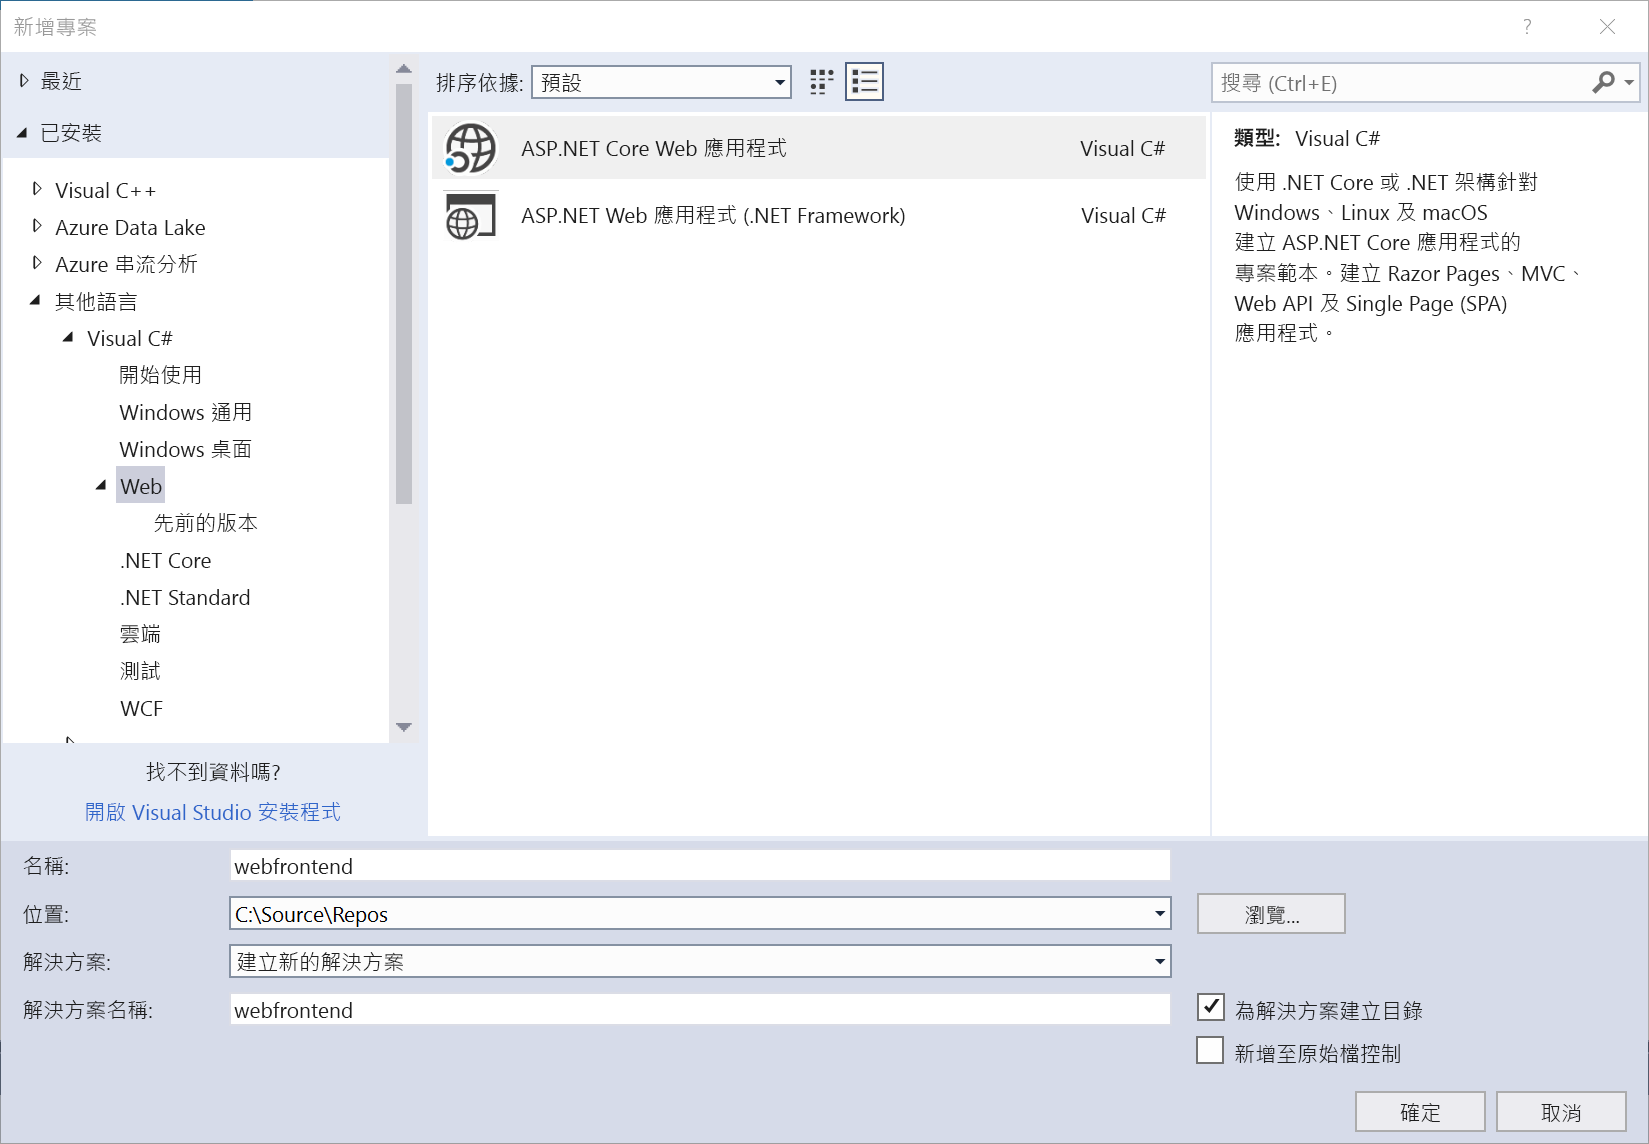 新增專案
?
最近
已安裝
Visual C++
Azure Data Lake
Azure 串流分析
其他語言
Visual C#
開始使用
Windows 通用
Windows 桌面
Web
先前的版本
.NET Core
.NET Standard
雲端
測試
WCF
找不到資料嗎?
開啟 Visual Studio 安裝程式
排序依據: 預設
ASP.NET Core Web 應用程式 Visual C#
ASP.NET Web 應用程式 (.NET Framework) Visual C#
搜尋 (Ctrl+E)
類型: Visual C#
使用 .NET Core 或 .NET 架構針對
Windows、Linux 及 macOS
建立 ASP.NET Core 應用程式的
專案範本。建立 Razor Pages、MVC、
Web API 及 Single Page (SPA)
應用程式。
名稱: webfrontend
位置: C:\Source\Repos 瀏覽...
解決方案: 建立新的解決方案
解決方案名稱: webfrontend
為解決方案建立目錄
新增至原始檔控制
確定 取消